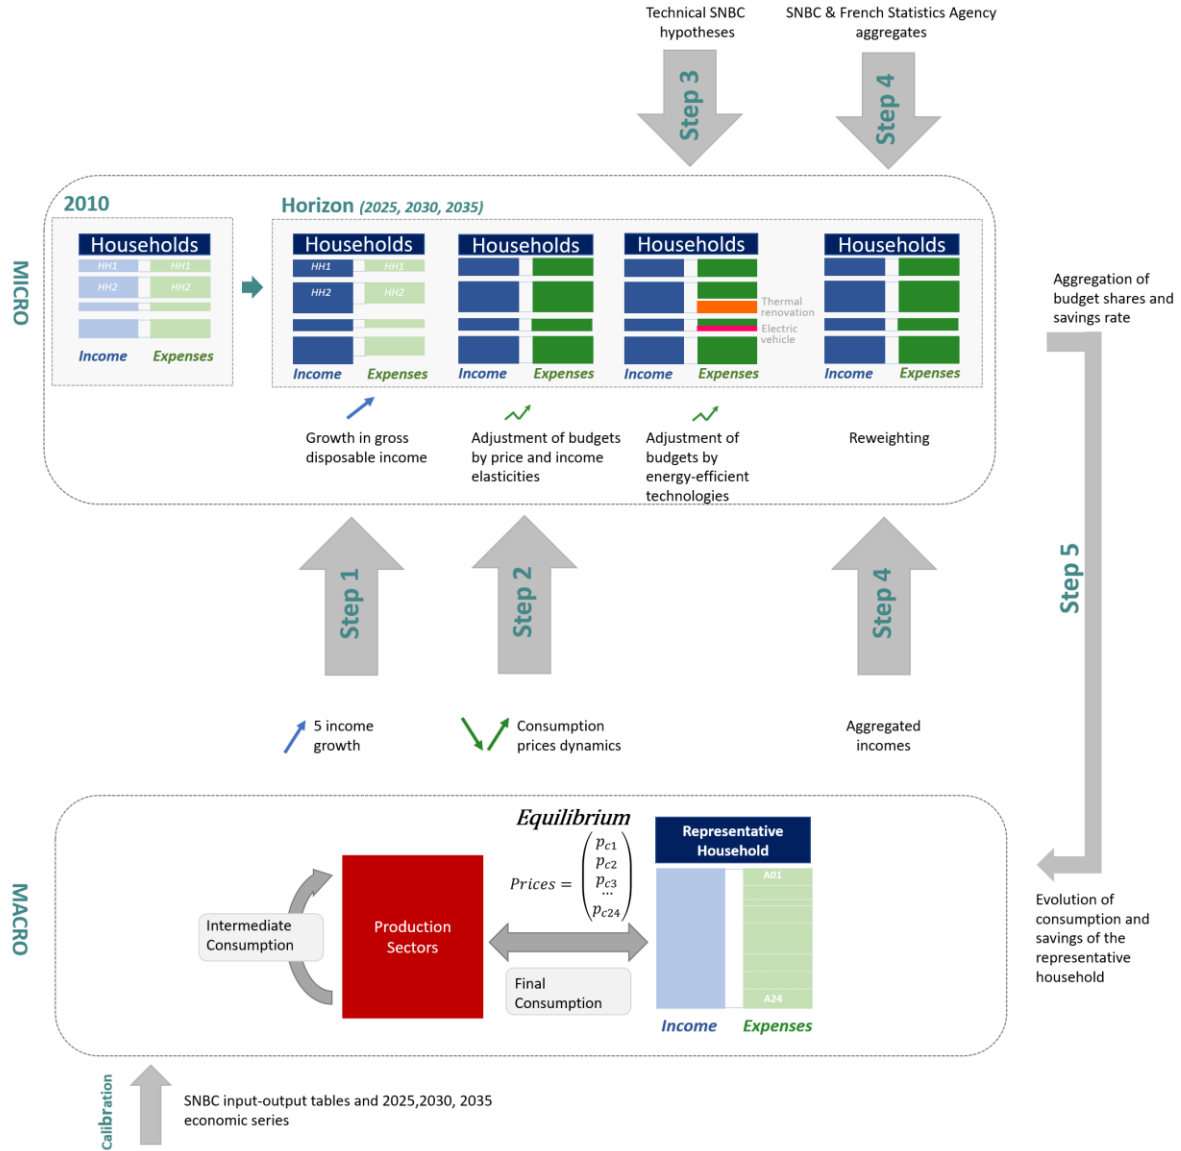 Technical SNBC
hypotheses
SNBC & French Statistics Agency
aggregates
Step 3
Step 4
MICRO
2010
Households
HH1 HH1
HH2 HH2
Income Expenses
Horizon (2025, 2030, 2035)
Households
HH1 HH1
HH2 HH2
Income Expenses
Households
Income Expenses
Households
Thermal
renovation
Electric
vehicle
Income Expenses
Households
Income Expenses
Growth in gross
disposable income
Adjustment of budgets
by price and income
elasticities
Adjustment of
budgets by
energy-efficient
technologies
Reweighting
Aggregation of
budget shares and
savings rate
Step 1
Step 2
Step 4
Step 5
5 income
growth
Consumption
prices dynamics
Aggregated
incomes
MACRO
Intermediate
Consumption
Production
Sectors
Equilibrium
Prices = 
p_c1
p_c2
p_c3
...
p_c24
Final
Consumption
Representative
Household
A01
A24
Income Expenses
Evolution of
consumption and
savings of the
representative
household
Calibration
SNBC input-output tables and 2025,2030, 2035
economic series